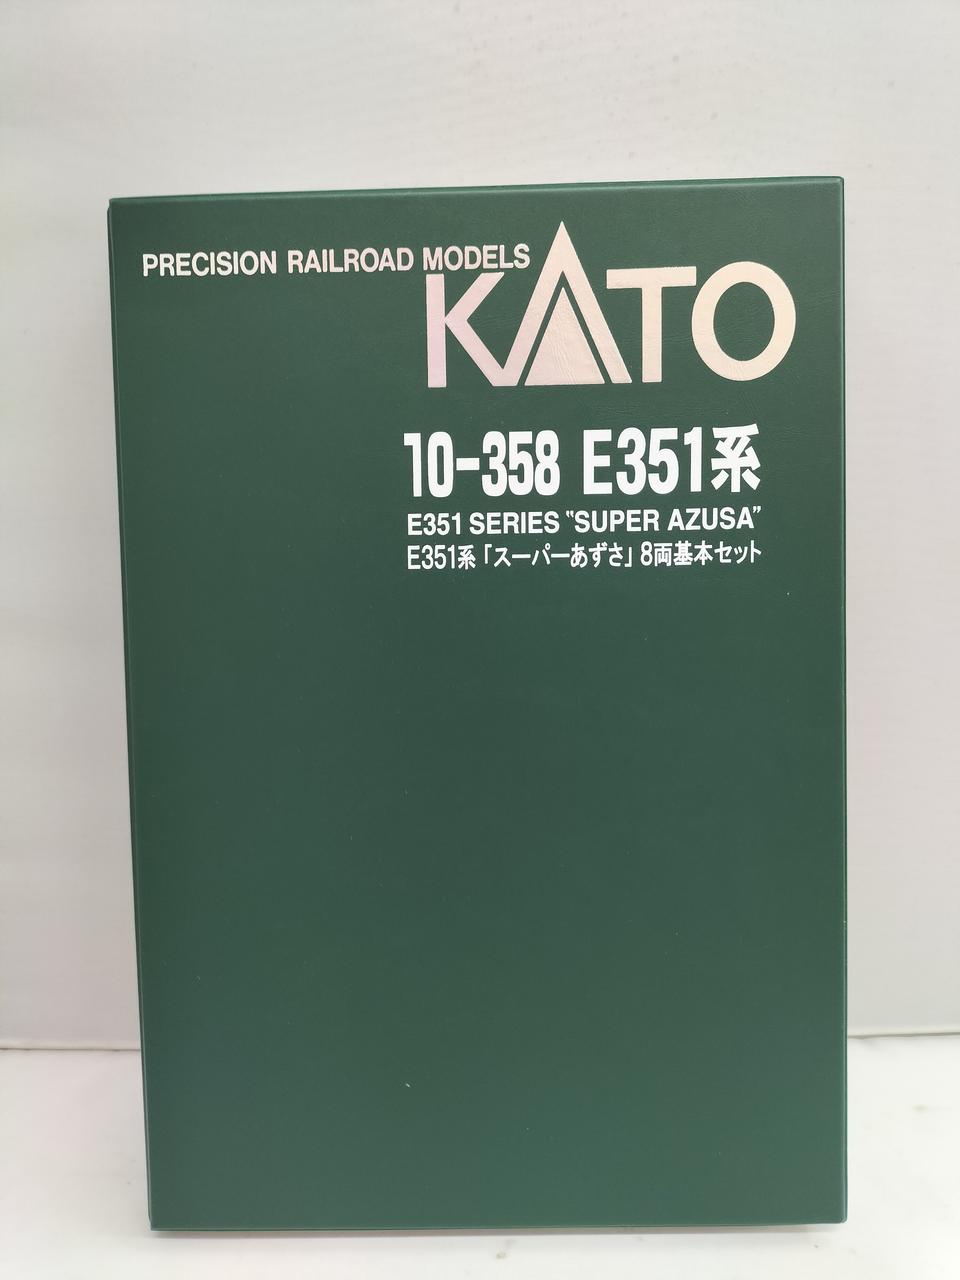 PRECISION RAILROAD MODELS
KATO
10-358 E351系
E351 SERIES “SUPER AZUSA”
E351系「スーパーあずさ」8両基本セット